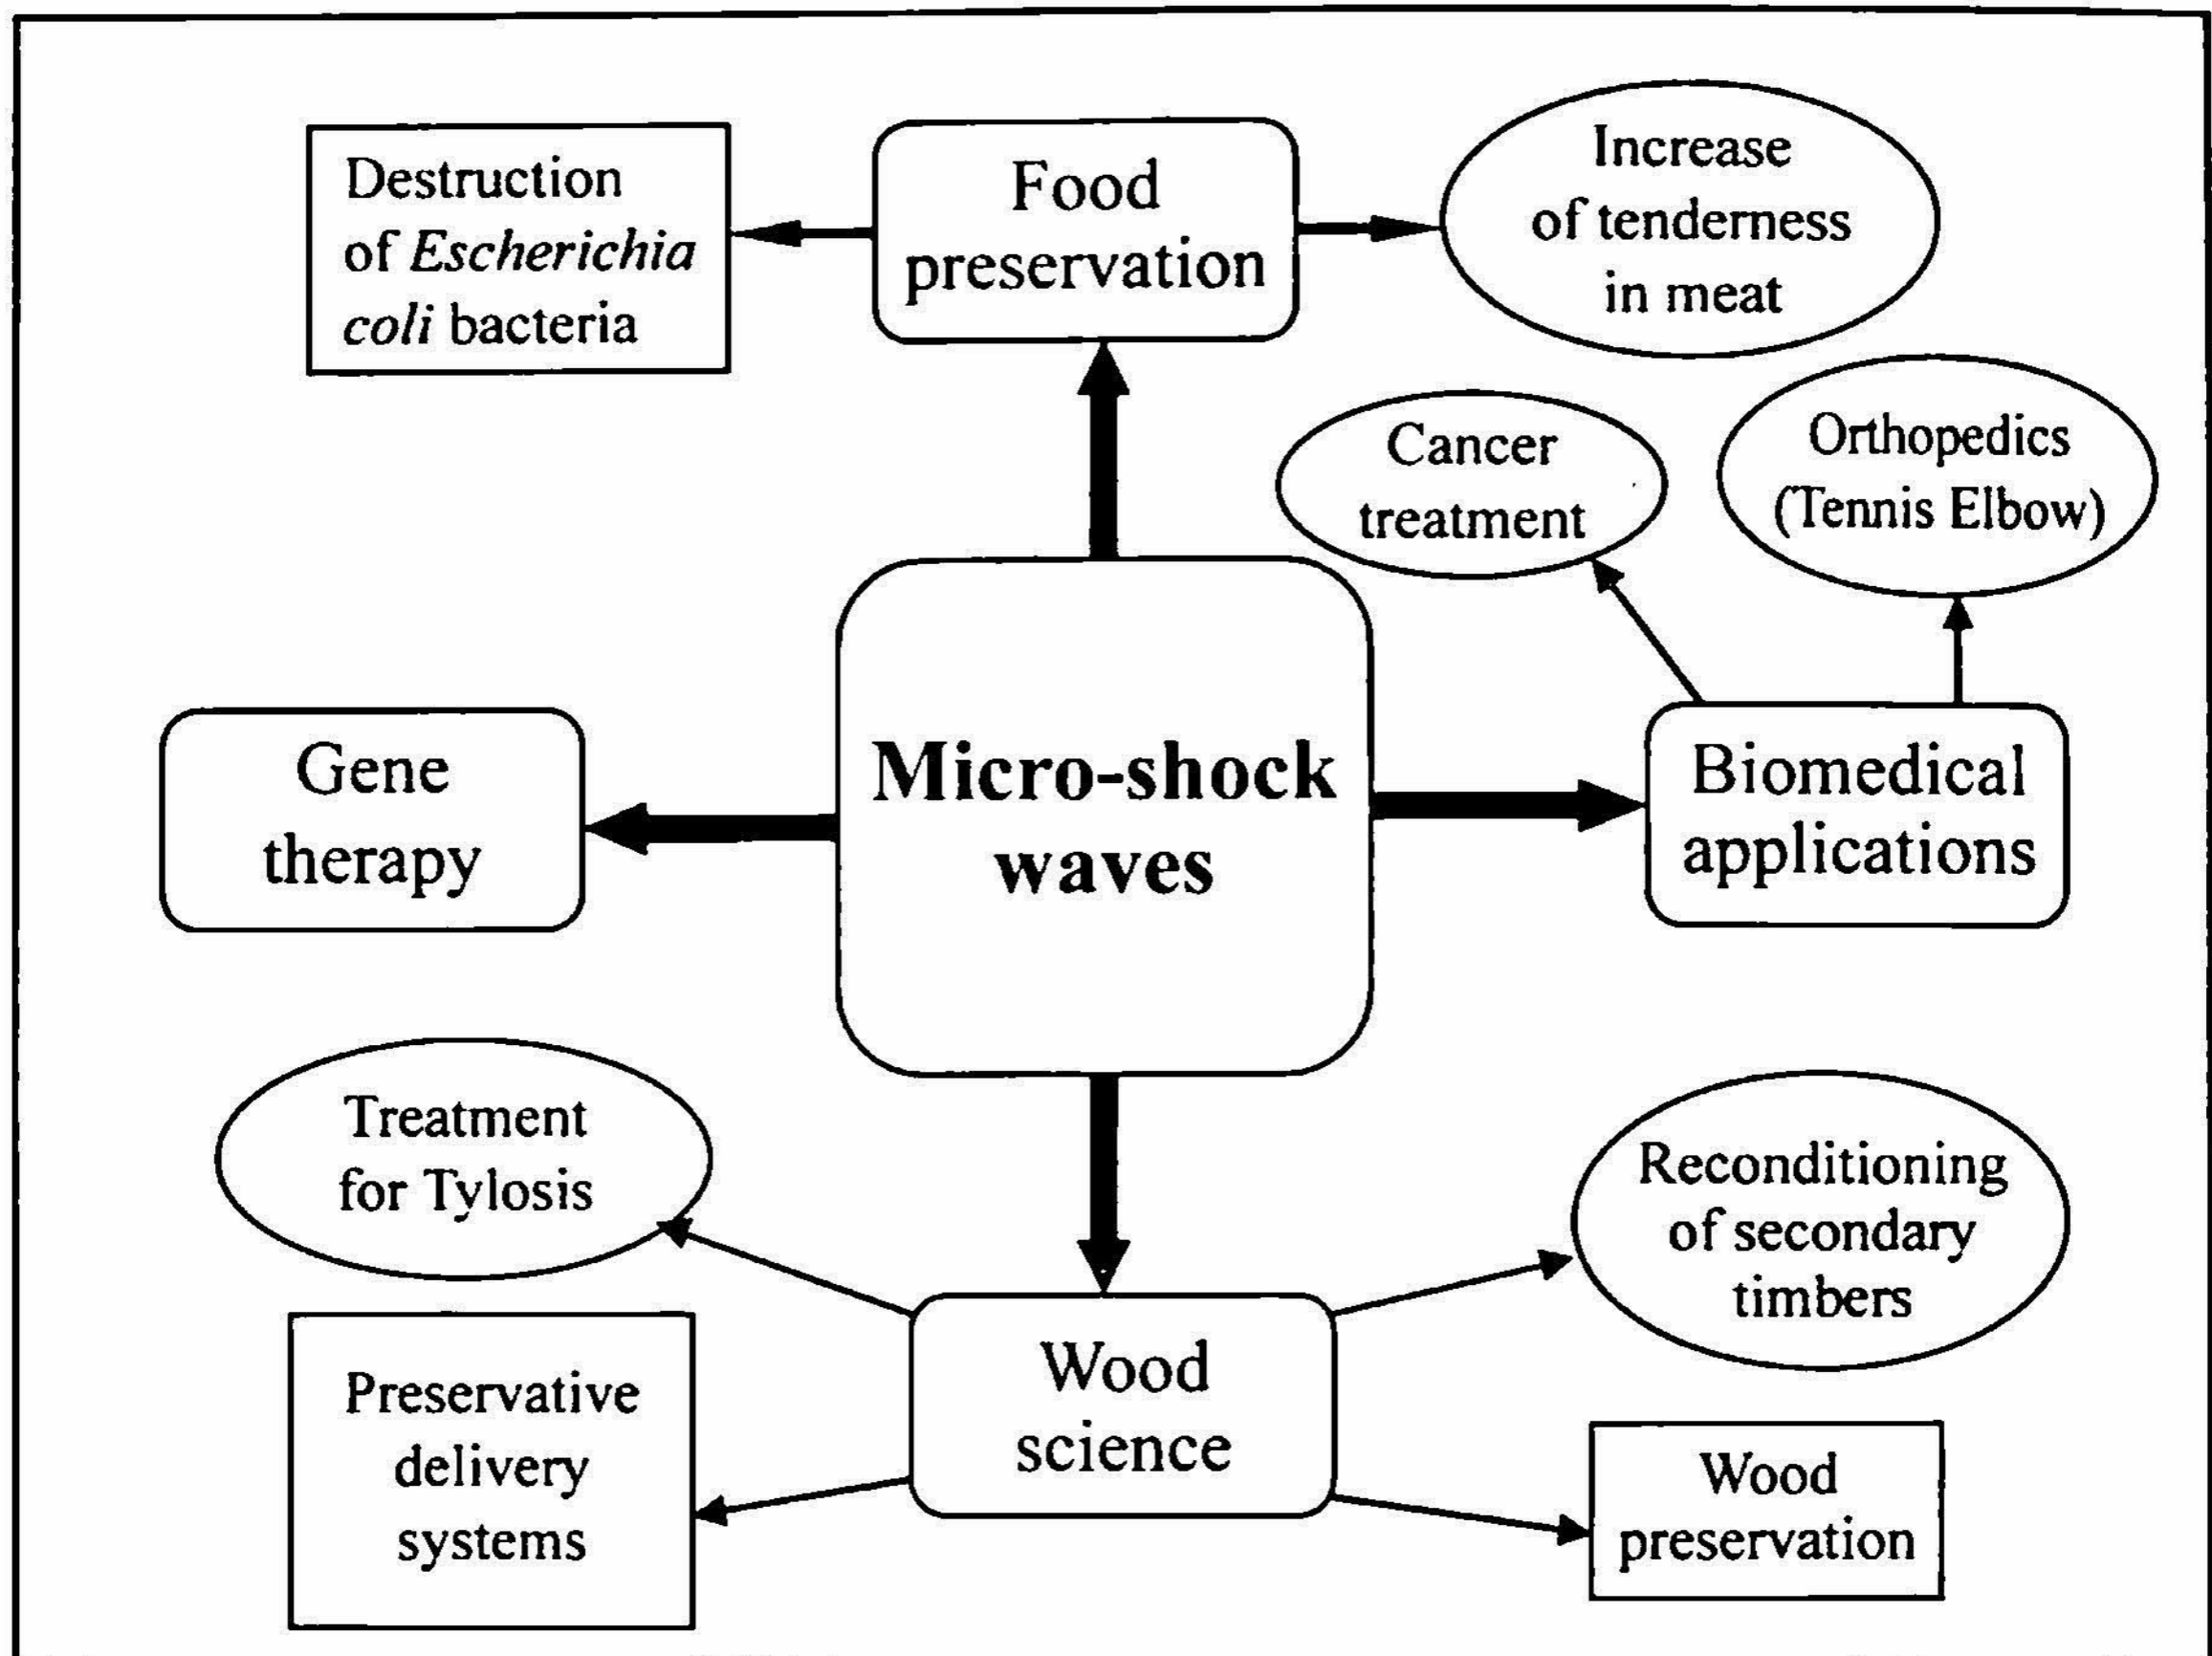 Destruction
of Escherichia
coli bacteria
Food
preservation
Increase
of tenderness
in meat
Cancer
treatment
Orthopedics
(Tennis Elbow)
Gene
therapy
Micro-shock
waves
Biomedical
applications
Treatment
for Tylosis
Reconditioning
of secondary
timbers
Preservative
delivery
systems
Wood
science
Wood
preservation